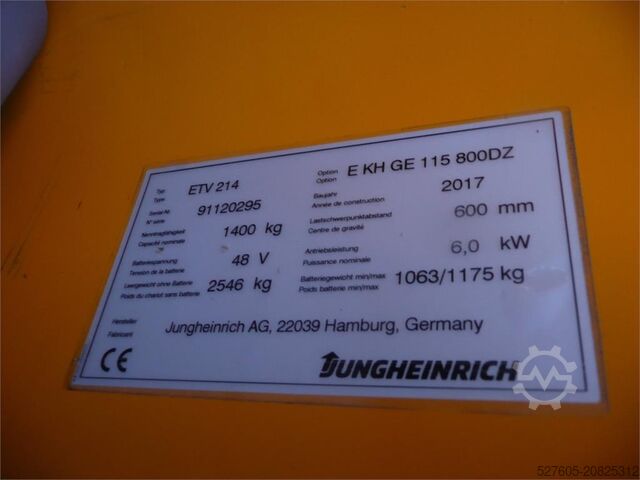 Typ ETV 214 Option E KH GE 115 800DZ
Type Option
Serial-Nr. 91120295 Baujahr 2017
N° série Année de construction
Nenntragfähigkeit 1400 kg Lastschwerpunktabstand 600 mm
Capacité nominale Centre de gravité
Batteriespannung 48 V Antriebsleistung 6,0 kW
Tension de la batterie Puissance nominale
Leergewicht ohne Batterie 2546 kg Batteriegewicht min/max 1063/1175 kg
Poids du chariot sans batterie Poids batterie min/max
Hersteller Jungheinrich AG, 22039 Hamburg, Germany
Fabricant
CE JUNGHEINRICH
527605-20825312